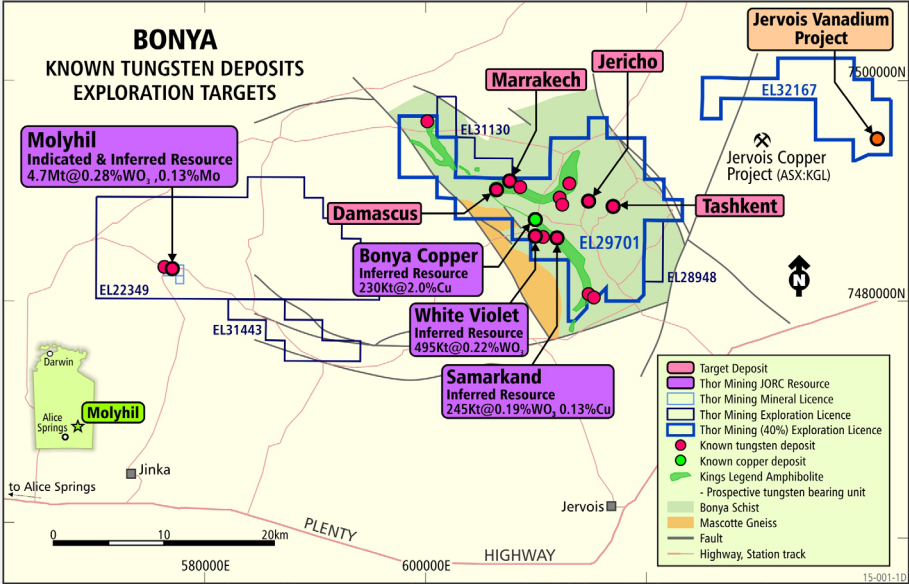 BONYA
KNOWN TUNGSTEN DEPOSITS
EXPLORATION TARGETS
Jervois Vanadium
Project
7500000N
EL32167
Jericho
Marrakech
EL31130
Molyhil
Indicated & Inferred Resource
4.7Mt@0.28%WO₃ ,0.13%Mo
Jervois Copper
Project (ASX:KGL)
Damascus
Tashkent
EL29701
Bonya Copper
Inferred Resource
230Kt@2.0%Cu
EL28948
N
EL22349
7480000N
White Violet
Inferred Resource
495Kt@0.22%WO₃
EL31443
Samarkand
Inferred Resource
245Kt@0.19%WO₃ 0.13%Cu
Darwin
Alice
Springs
Molyhil
Target Deposit
Thor Mining JORC Resource
Thor Mining Mineral Licence
Thor Mining Exploration Licence
Thor Mining (40%) Exploration Licence
Known tungsten deposit
Known copper deposit
Kings Legend Amphibolite
- Prospective tungsten bearing unit
Bonya Schist
Mascotte Gneiss
Fault
Highway, Station track
Jinka
to Alice Springs
Jervois
PLENTY
HIGHWAY
0 10 20km
580000E
600000E
15-001-1D